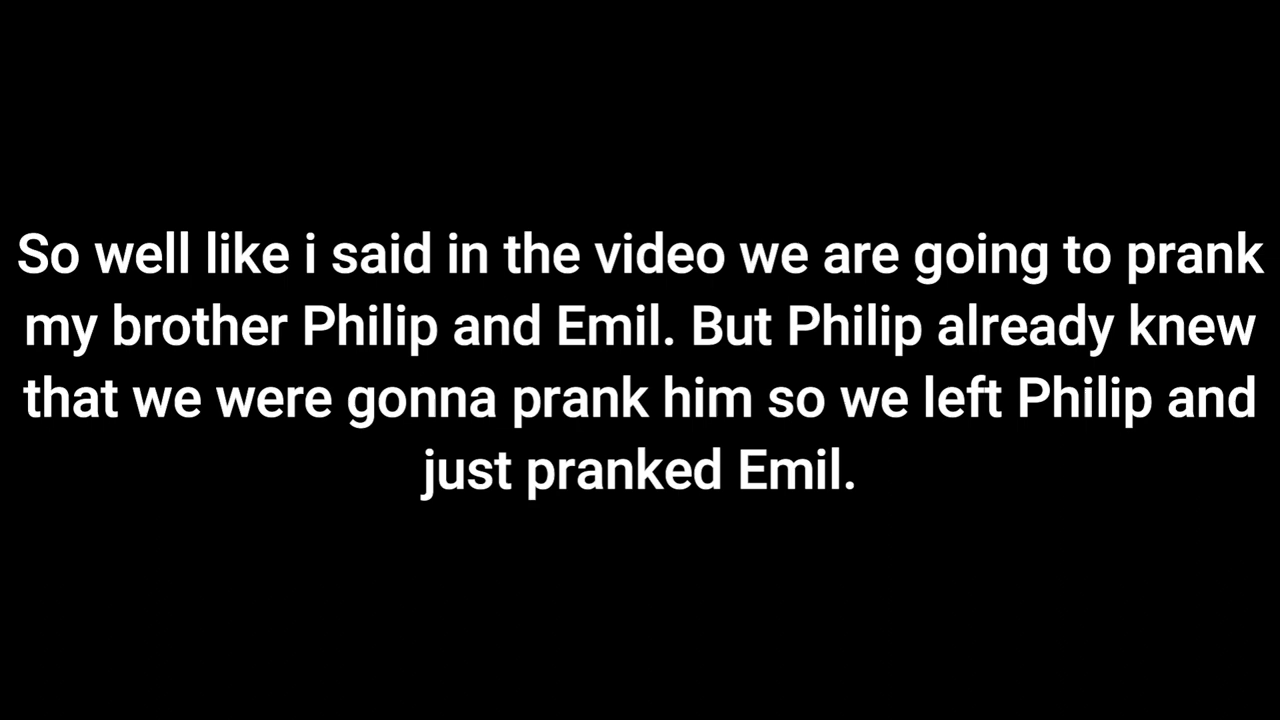 So well like i said in the video we are going to prank
my brother Philip and Emil. But Philip already knew
that we were gonna prank him so we left Philip and
just pranked Emil.